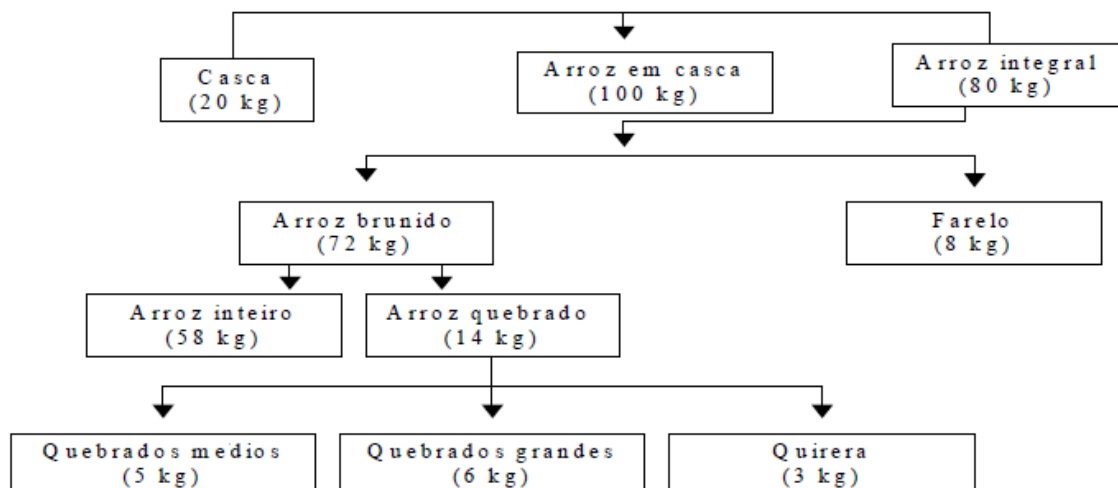 Casca
(20 kg)
Arroz em casca
(100 kg)
Arroz integral
(80 kg)
Arroz brunido
(72 kg)
Farelo
(8 kg)
Arroz inteiro
(58 kg)
Arroz quebrado
(14 kg)
Quebrados medios
(5 kg)
Quebrados grandes
(6 kg)
Quirera
(3 kg)